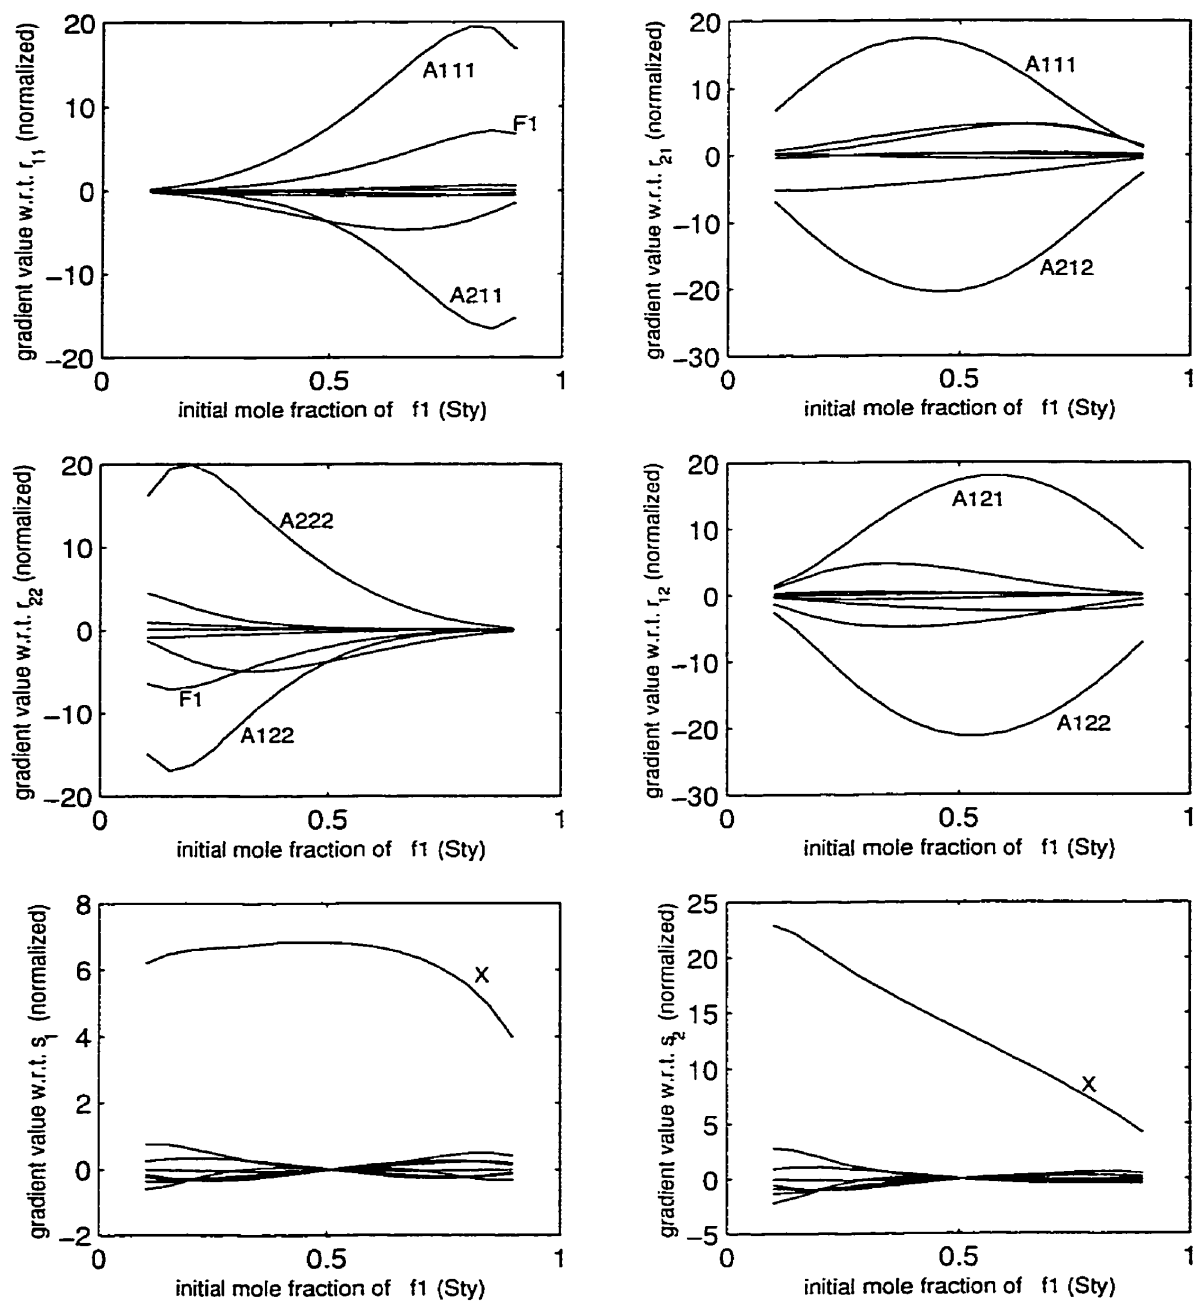 gradient value w.r.t. r11 (normalized)
20
10
0
−10
−20
A111
F1
A211
0
0.5
1
initial mole fraction of f1 (Sty)
gradient value w.r.t. r21 (normalized)
20
10
0
−10
−20
−30
A111
A212
0
0.5
1
initial mole fraction of f1 (Sty)
gradient value w.r.t. r22 (normalized)
20
10
0
−10
−20
A222
F1
A122
0
0.5
1
initial mole fraction of f1 (Sty)
gradient value w.r.t. r12 (normalized)
20
10
0
−10
−20
−30
A121
A122
0
0.5
1
initial mole fraction of f1 (Sty)
gradient value w.r.t. s1 (normalized)
8
6
4
2
0
−2
X
0
0.5
1
initial mole fraction of f1 (Sty)
gradient value w.r.t. s2 (normalized)
25
20
15
10
5
0
−5
X
0
0.5
1
initial mole fraction of f1 (Sty)